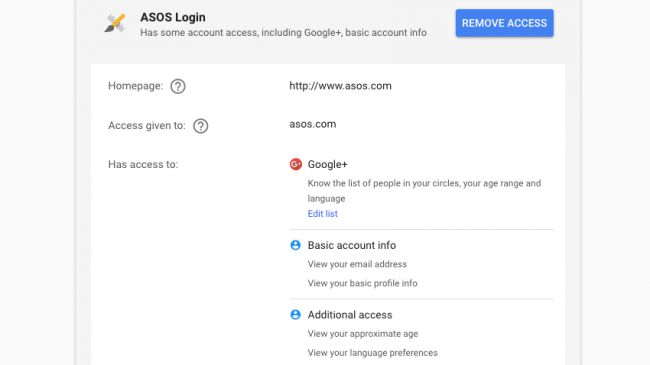 ASOS Login
Has some account access, including Google+, basic account info
REMOVE ACCESS
Homepage: ?
http://www.asos.com
Access given to: ?
asos.com
Has access to:
G+ Google+
Know the list of people in your circles, your age range and
language
Edit list
Basic account info
View your email address
View your basic profile info
Additional access
View your approximate age
View your language preferences